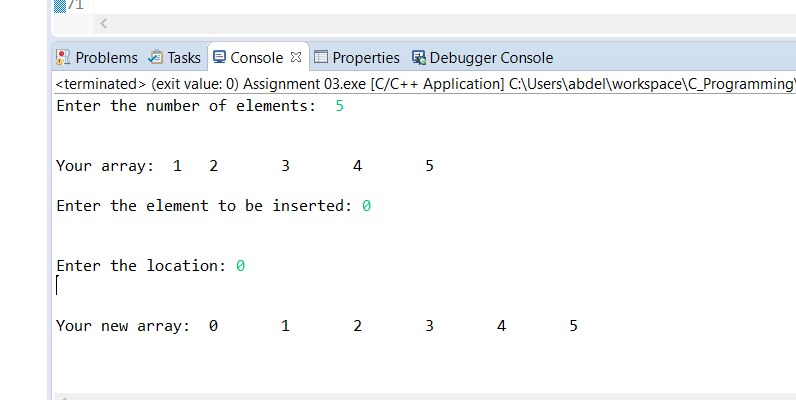 71
Problems Tasks Console Properties Debugger Console
<terminated> (exit value: 0) Assignment 03.exe [C/C++ Application] C:\Users\abdel\workspace\C_Programming\
Enter the number of elements: 5
Your array: 1 2 3 4 5
Enter the element to be inserted: 0
Enter the location: 0
Your new array: 0 1 2 3 4 5